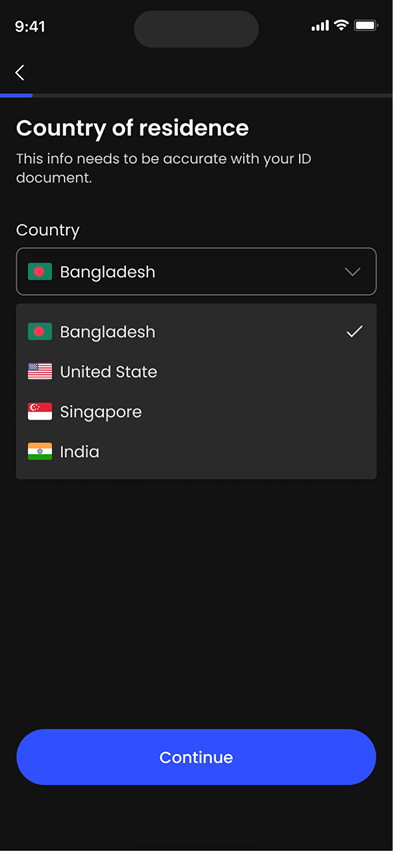 9:41
Country of residence
This info needs to be accurate with your ID
document.
Country
Bangladesh
Bangladesh
United State
Singapore
India
Continue